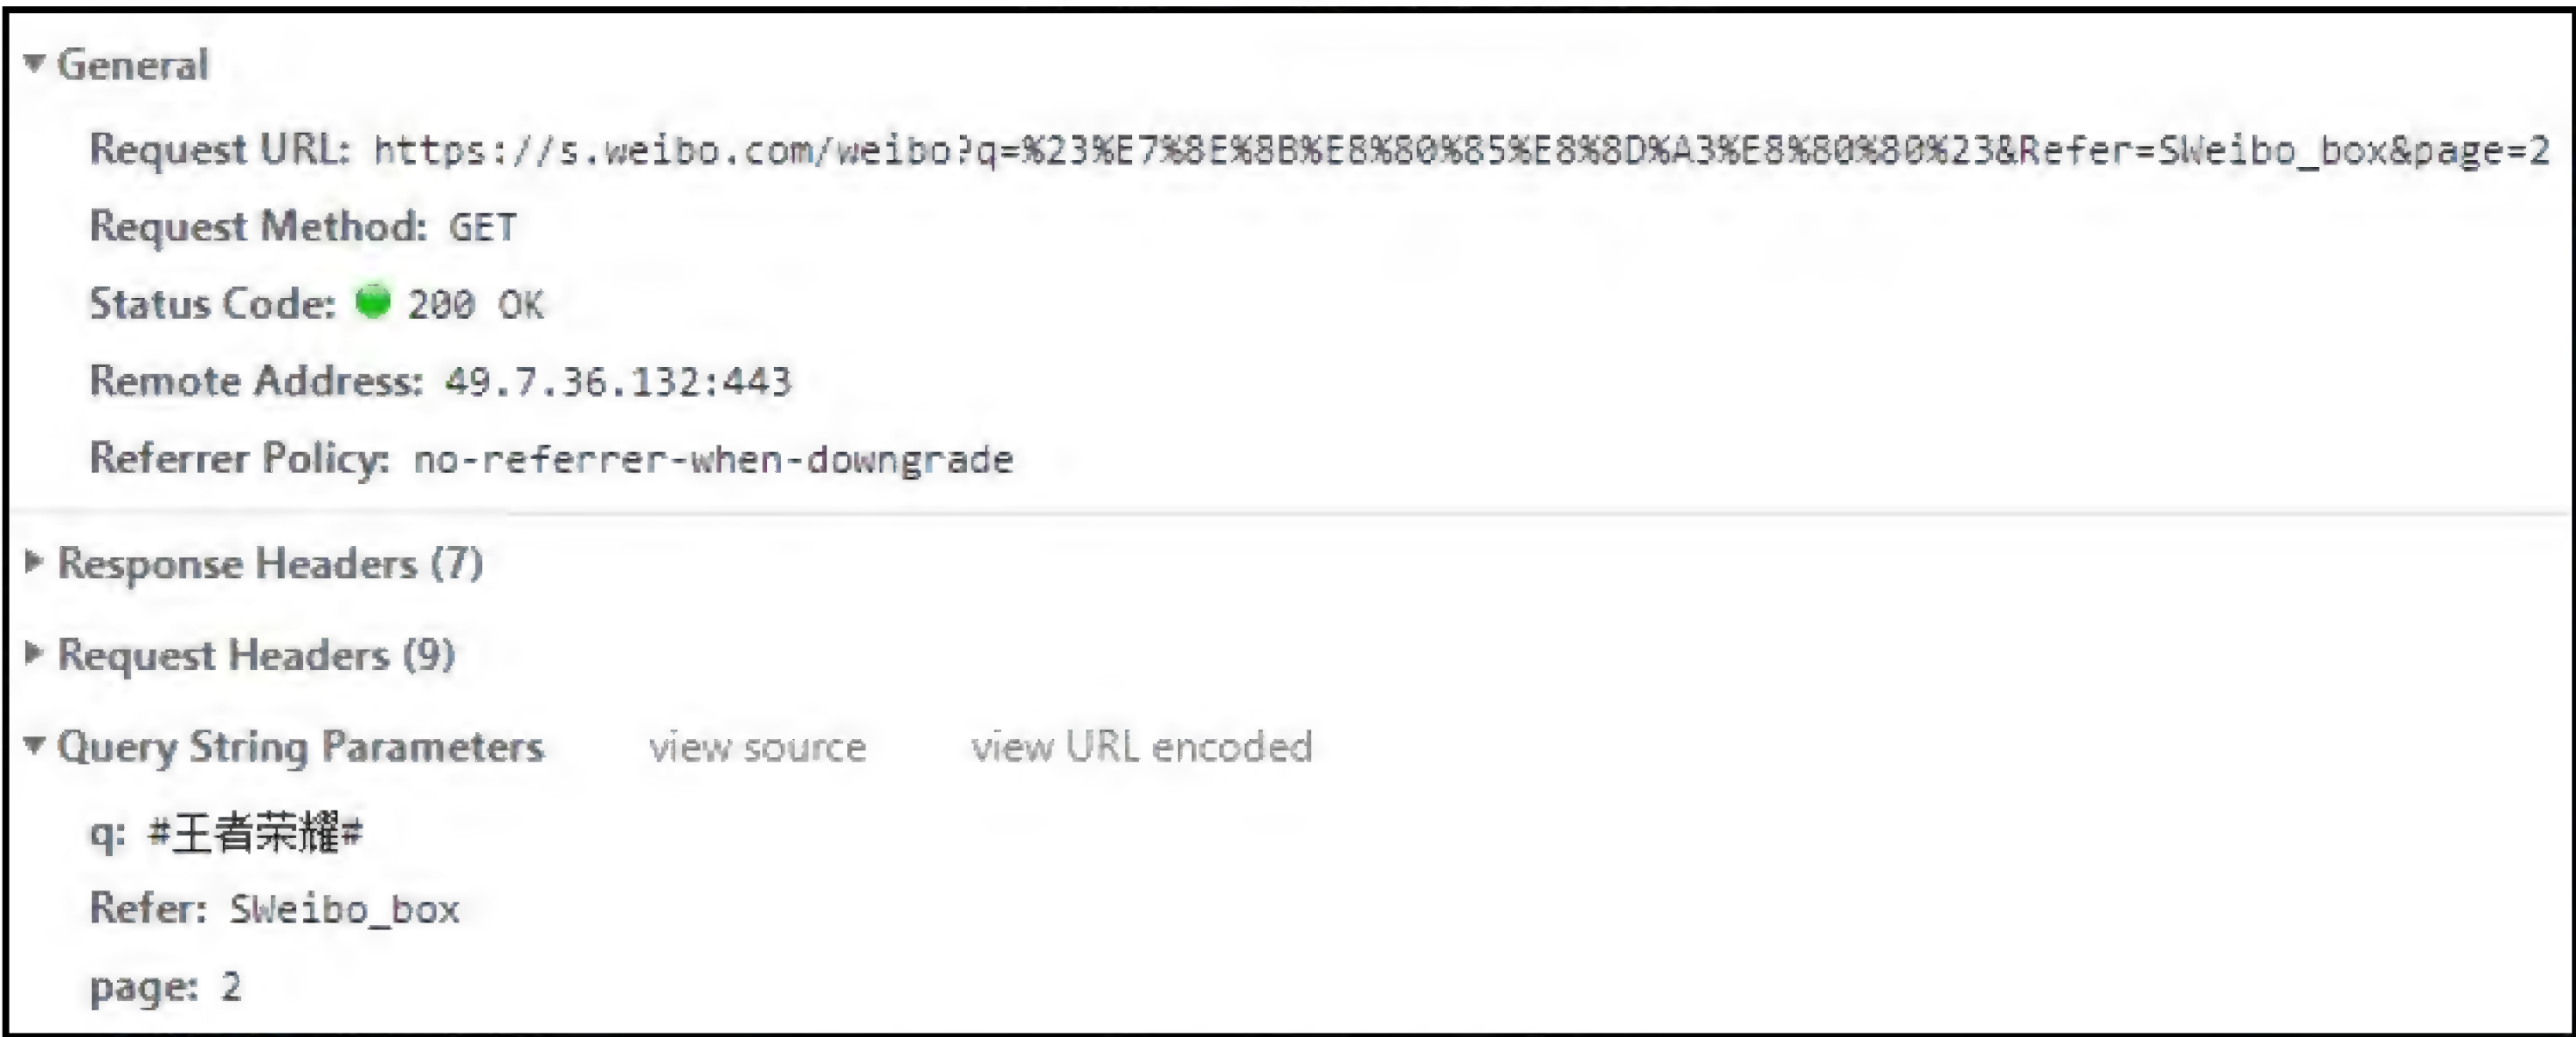 General
Request URL: https://s.weibo.com/weibo?q=%23%E7%8E%8B%E8%80%85%E8%8D%A3%E8%80%80%23&Refer=SWeibo_box&page=2
Request Method: GET
Status Code: 200 OK
Remote Address: 49.7.36.132:443
Referrer Policy: no-referrer-when-downgrade
Response Headers (7)
Request Headers (9)
Query String Parameters view source view URL encoded
q: #王者荣耀#
Refer: SWeibo_box
page: 2